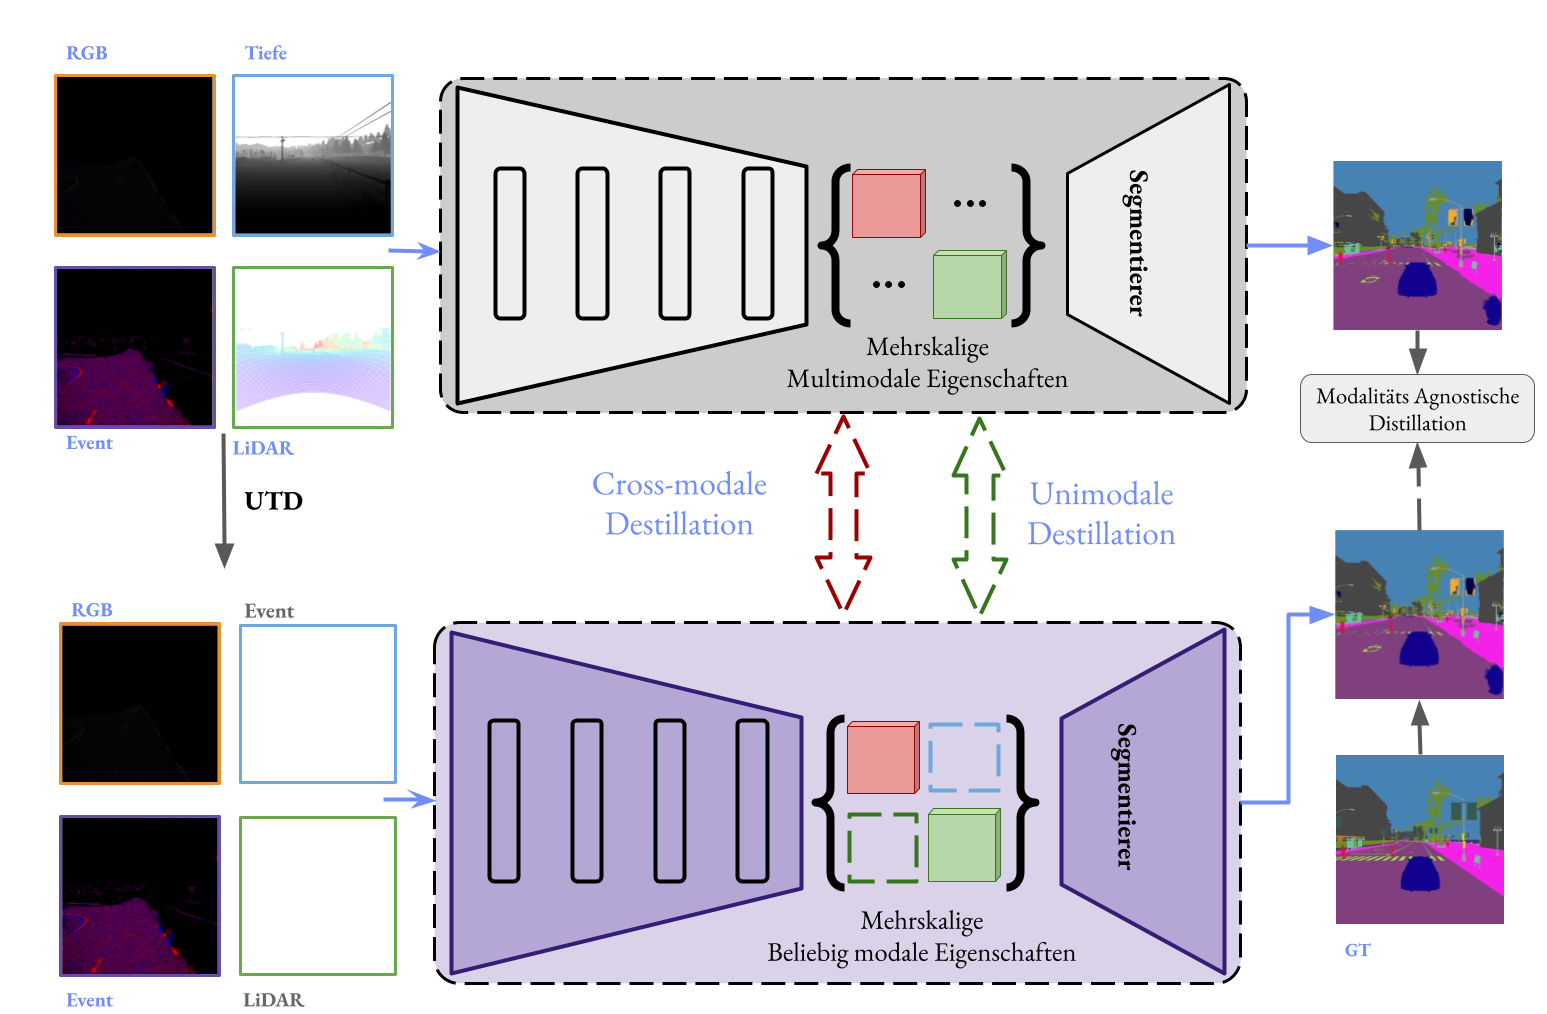 RGB
Tiefe
Event
LiDAR
Segmentierer
Mehrskalige
Multimodale Eigenschaften
Modalitäts Agnostische
Distillation
UTD
Cross-modale
Destillation
Unimodale
Destillation
RGB
Event
Event
LiDAR
Segmentierer
Mehrskalige
Beliebig modale Eigenschaften
GT